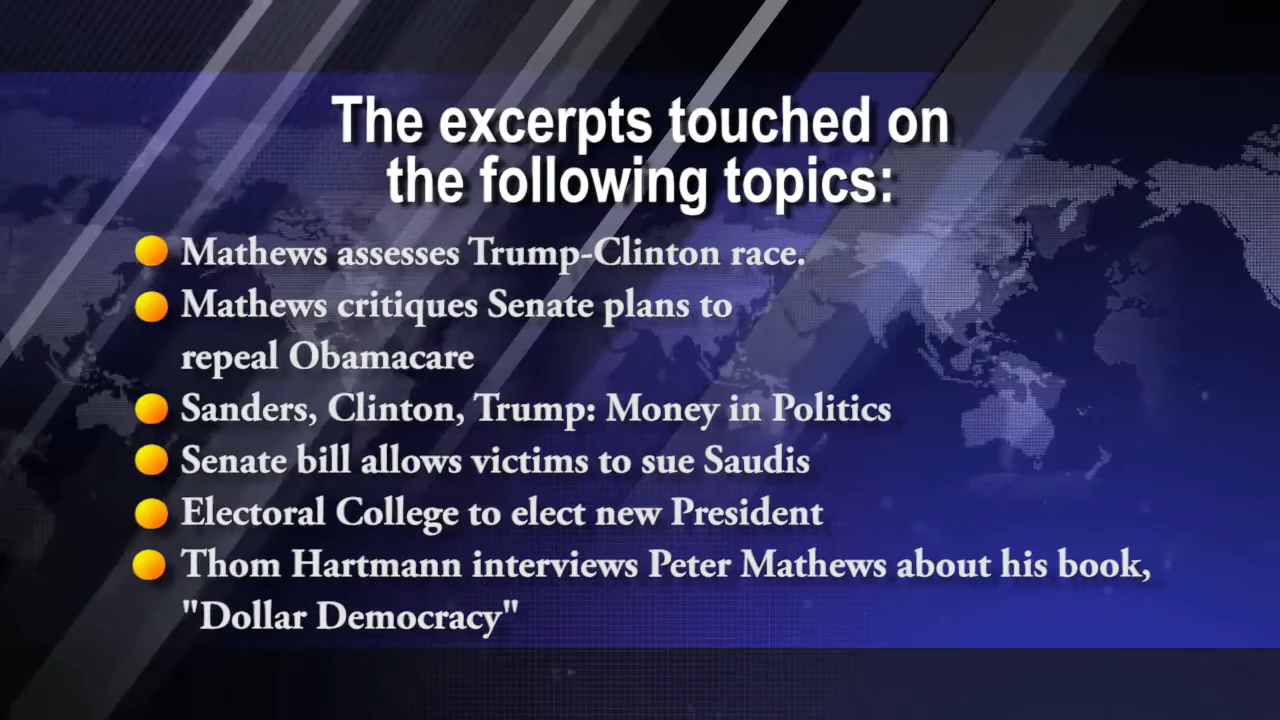 The excerpts touched on
the following topics:
Mathews assesses Trump-Clinton race.
Mathews critiques Senate plans to
repeal Obamacare
Sanders, Clinton, Trump: Money in Politics
Senate bill allows victims to sue Saudis
Electoral College to elect new President
Thom Hartmann interviews Peter Mathews about his book,
"Dollar Democracy"